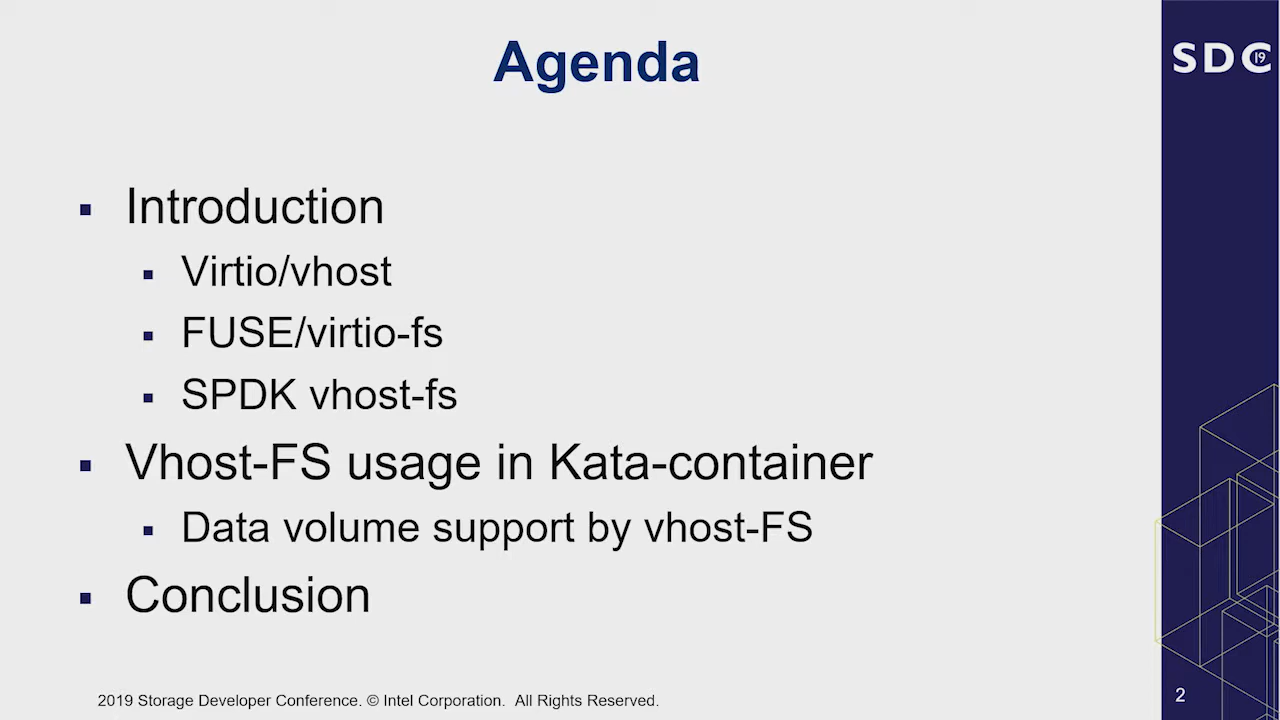 Agenda
SDC 19
▪ Introduction
▪ Virtio/vhost
▪ FUSE/virtio-fs
▪ SPDK vhost-fs
▪ Vhost-FS usage in Kata-container
▪ Data volume support by vhost-FS
▪ Conclusion
2019 Storage Developer Conference. © Intel Corporation. All Rights Reserved.
2